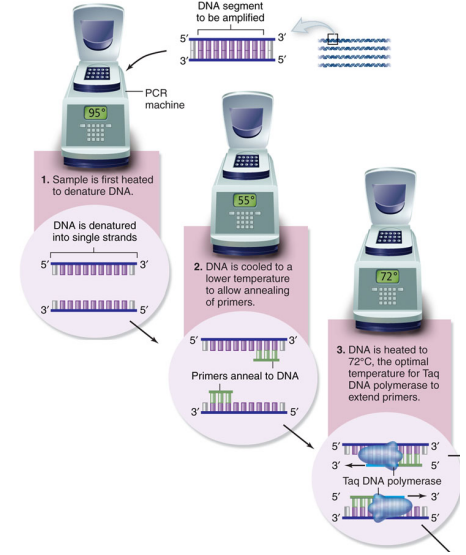 DNA segment
to be amplified
5′ 3′
3′ 5′
PCR
machine
95°
1. Sample is first heated
to denature DNA.
DNA is denatured
into single strands
5′ 3′
3′ 5′
55°
2. DNA is cooled to a
lower temperature
to allow annealing
of primers.
5′ 3′
Primers anneal to DNA
3′ 5′
72°
3. DNA is heated to
72°C, the optimal
temperature for Taq
DNA polymerase to
extend primers.
5′ 3′
3′ 5′
Taq DNA polymerase
5′ 3′
3′ 5′